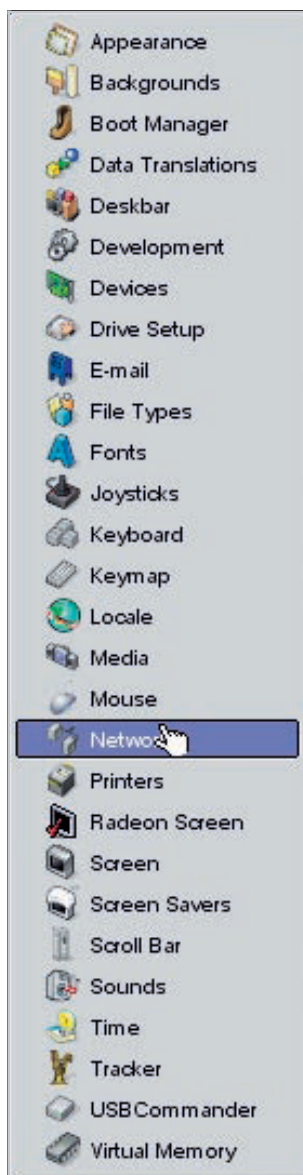 Appearance
Backgrounds
Boot Manager
Data Translations
Deskbar
Development
Devices
Drive Setup
E-mail
File Types
Fonts
Joysticks
Keyboard
Keymap
Locale
Media
Mouse
Network
Printers
Radeon Screen
Screen
Screen Savers
Scroll Bar
Sounds
Time
Tracker
USBCommander
Virtual Memory